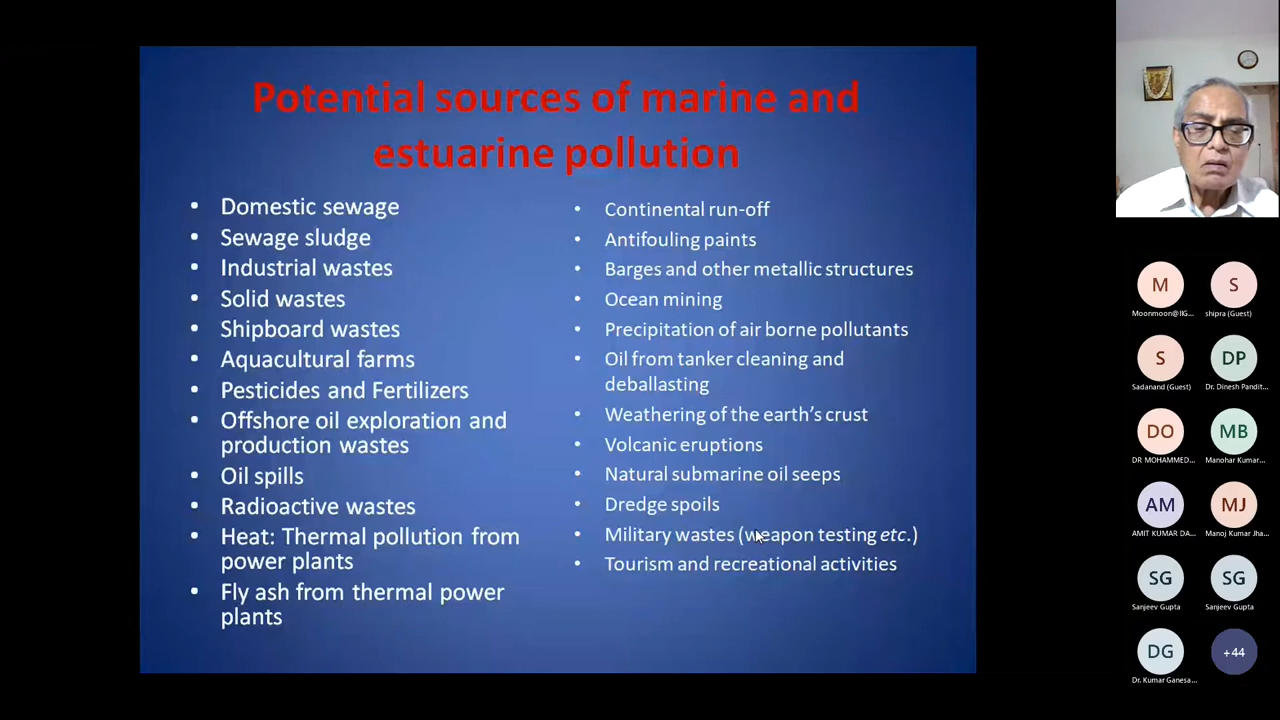 Potential sources of marine and
estuarine pollution
• Domestic sewage
• Sewage sludge
• Industrial wastes
• Solid wastes
• Shipboard wastes
• Aquacultural farms
• Pesticides and Fertilizers
• Offshore oil exploration and
production wastes
• Oil spills
• Radioactive wastes
• Heat: Thermal pollution from
power plants
• Fly ash from thermal power
plants
• Continental run-off
• Antifouling paints
• Barges and other metallic structures
• Ocean mining
• Precipitation of air borne pollutants
• Oil from tanker cleaning and
deballasting
• Weathering of the earth's crust
• Volcanic eruptions
• Natural submarine oil seeps
• Dredge spoils
• Military wastes (weapon testing etc.)
• Tourism and recreational activities
M
Moonmoon@IIG...
S
shipra (Guest)
S
Sadanand (Guest)
DP
Dr. Dinesh Pandit...
DO
DR MOHAMMED...
MB
Manohar Kumar...
AM
AMIT KUMAR DA...
MJ
Manoj Kumar Jha...
SG
Sanjeev Gupta
SG
Sanjeev Gupta
DG
Dr. Kumar Ganesa...
+44